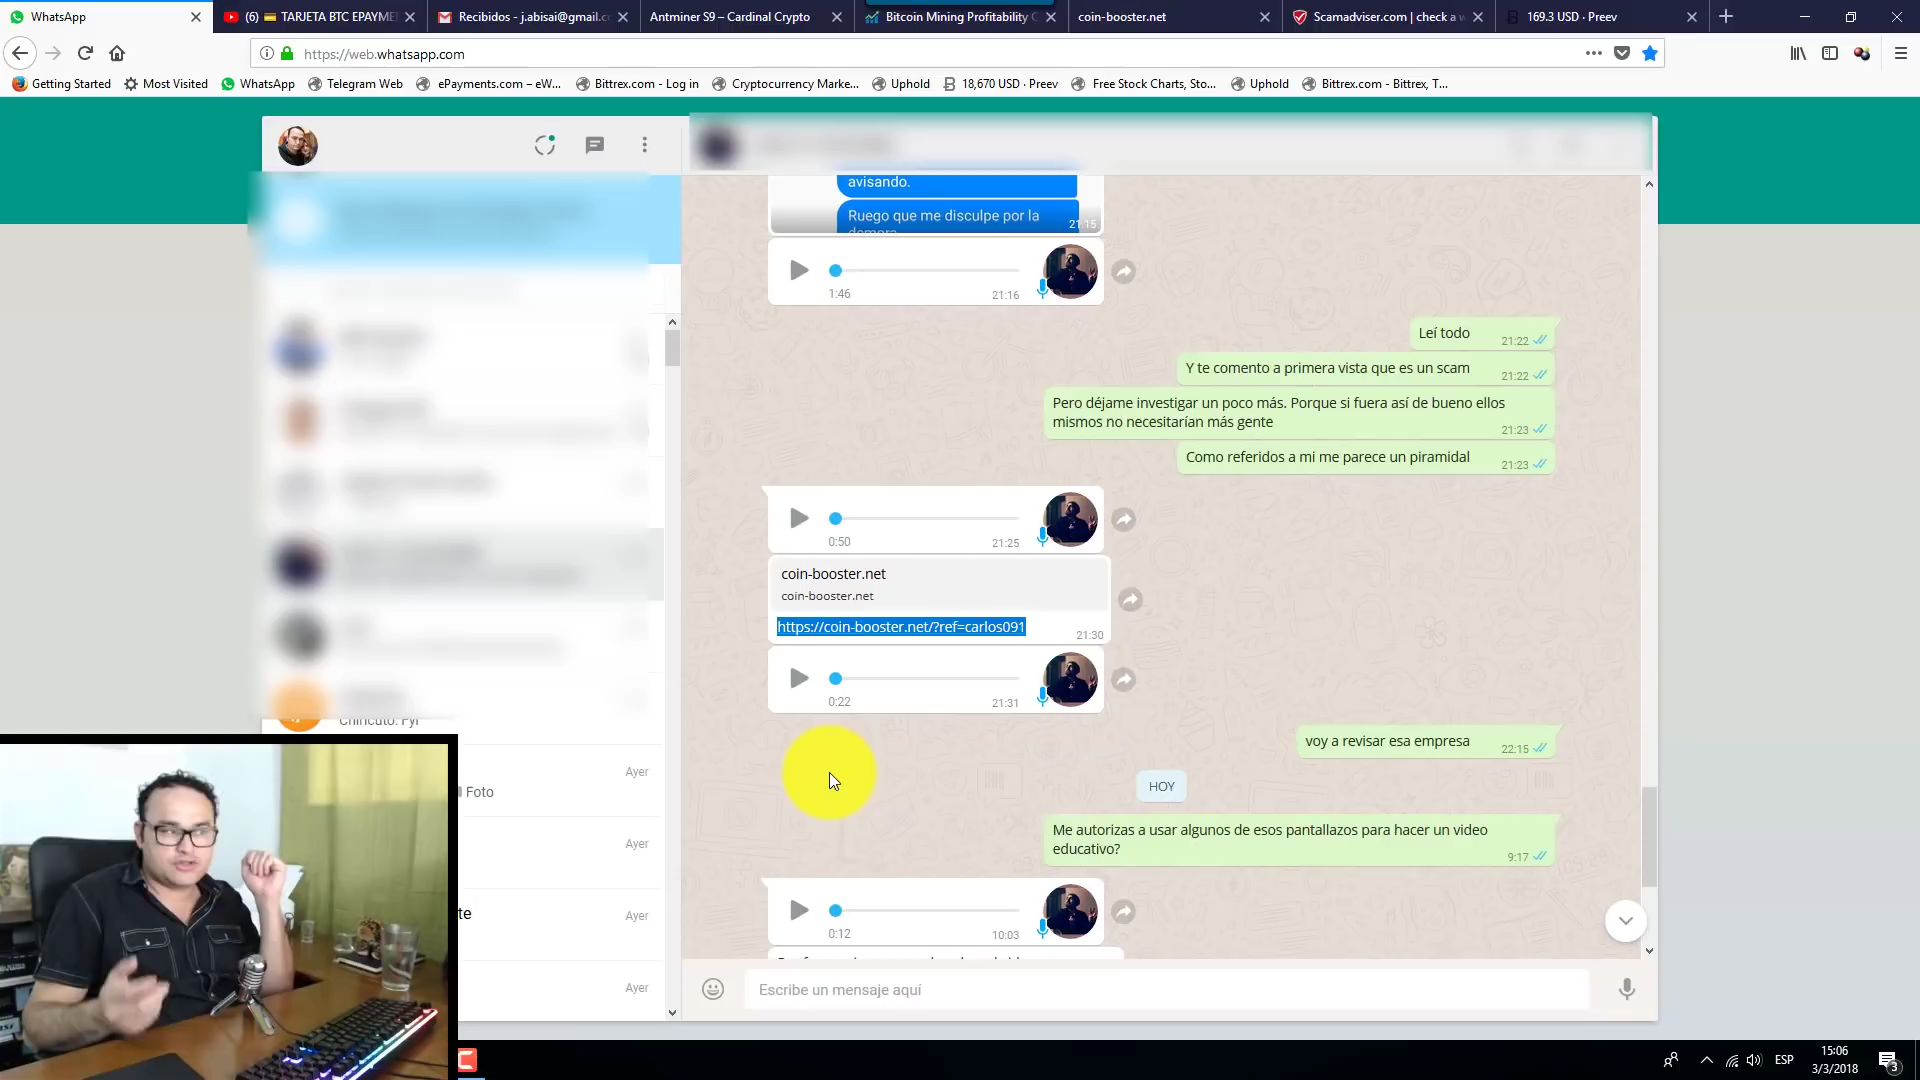 WhatsApp
(6) 💳 TARJETA BTC EPAYMEN
Recibidos - j.abisai@gmail.c
Antminer S9 – Cardinal Crypto
Bitcoin Mining Profitability C
coin-booster.net
Scamadviser.com | check a w
169.3 USD · Preev
https://web.whatsapp.com
Getting Started
Most Visited
WhatsApp
Telegram Web
ePayments.com – eW...
Bittrex.com - Log in
Cryptocurrency Marke...
Uphold
18,670 USD · Preev
Free Stock Charts, Sto...
Uphold
Bittrex.com - Bittrex, T...
avisando.
Ruego que me disculpe por la
demora
21:15
1:46
21:16
Leí todo
21:22
Y te comento a primera vista que es un scam
21:22
Pero déjame investigar un poco más. Porque si fuera así de bueno ellos
mismos no necesitarían más gente
21:23
Como referidos a mi me parece un piramidal
21:23
0:50
21:25
coin-booster.net
coin-booster.net
https://coin-booster.net/?ref=carlos091
21:30
0:22
21:31
voy a revisar esa empresa
22:15
HOY
Me autorizas a usar algunos de esos pantallazos para hacer un video
educativo?
9:17
0:12
10:03
Escribe un mensaje aquí
Chiricuto: Fyi
Ayer
Foto
Ayer
te
Ayer
Ayer
ESP
15:06
3/3/2018
3